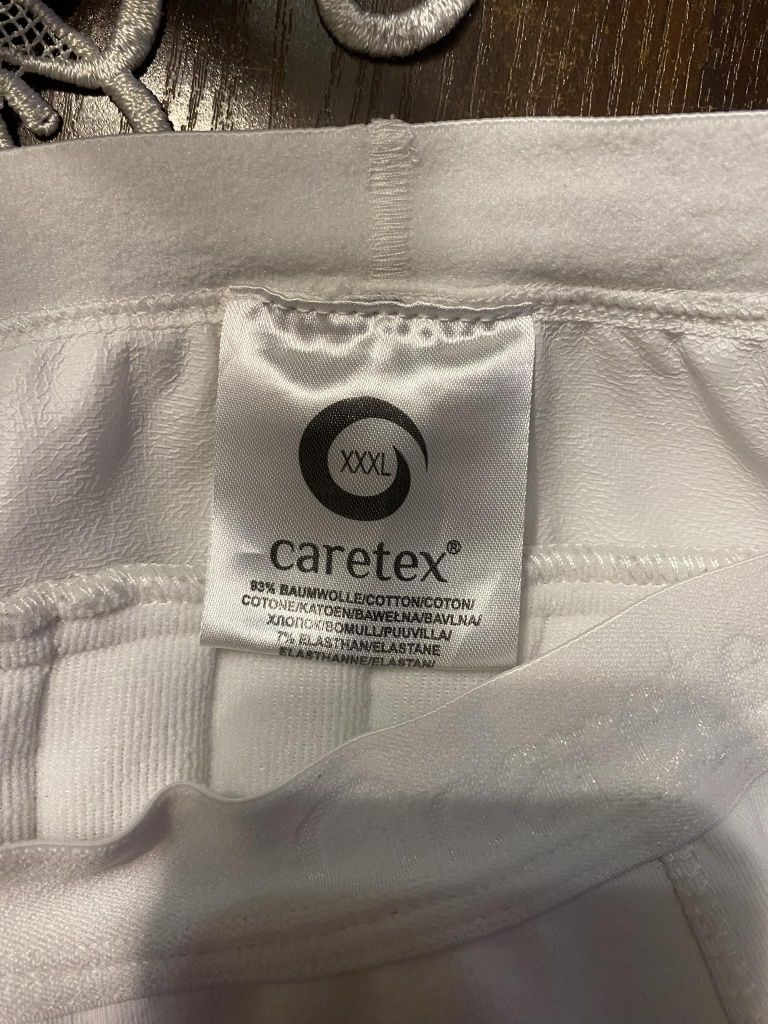 XXXL
caretex®
93% BAUMWOLLE/COTTON/COTON/
COTONE/KATOEN/BAWEŁNA/BAVLNA/
ХЛОПОК/BOMULL/PUUVILLA/
7% ELASTHAN/ELASTANE
ELASTHANNE/ELASTAN/